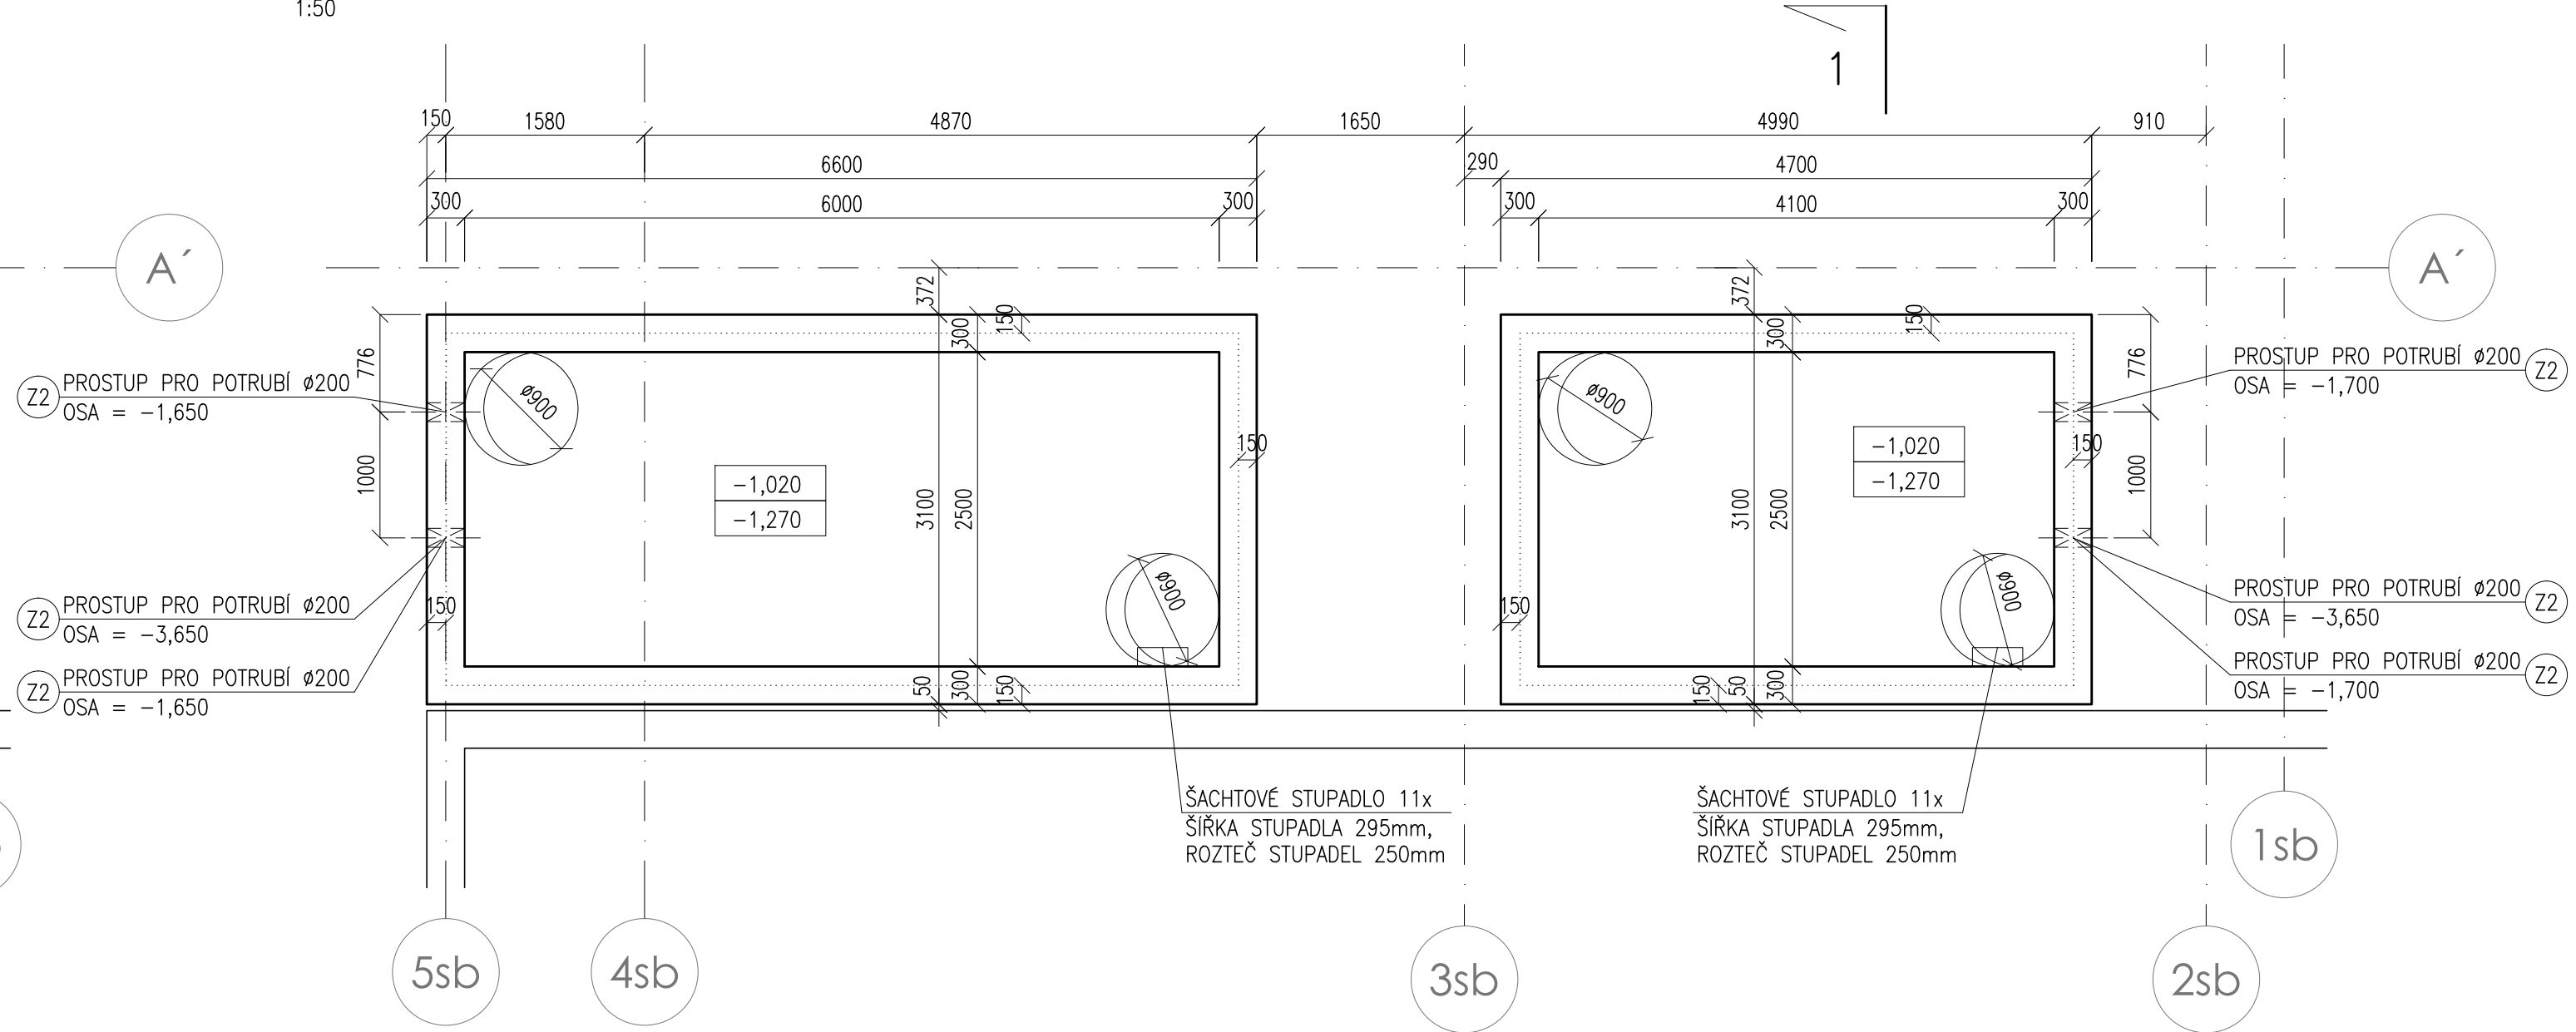 1:50
1
150
1580
4870
1650
4990
910
6600
290
4700
300
6000
300
300
4100
300
A´
A´
372
300
150
372
300
150
776
776
Z2
PROSTUP PRO POTRUBÍ ø200
OSA = -1,650
ø900
ø900
PROSTUP PRO POTRUBÍ ø200
OSA = -1,700
Z2
1000
150
150
1000
-1,020
-1,270
-1,020
-1,270
3100
2500
3100
2500
Z2
PROSTUP PRO POTRUBÍ ø200
OSA = -3,650
150
ø900
150
ø900
PROSTUP PRO POTRUBÍ ø200
OSA = -3,650
Z2
Z2
PROSTUP PRO POTRUBÍ ø200
OSA = -1,650
50
300
150
150
50
300
PROSTUP PRO POTRUBÍ ø200
OSA = -1,700
Z2
ŠACHTOVÉ STUPADLO 11x
ŠÍŘKA STUPADLA 295mm,
ROZTEČ STUPADEL 250mm
ŠACHTOVÉ STUPADLO 11x
ŠÍŘKA STUPADLA 295mm,
ROZTEČ STUPADEL 250mm
1sb
5sb
4sb
3sb
2sb